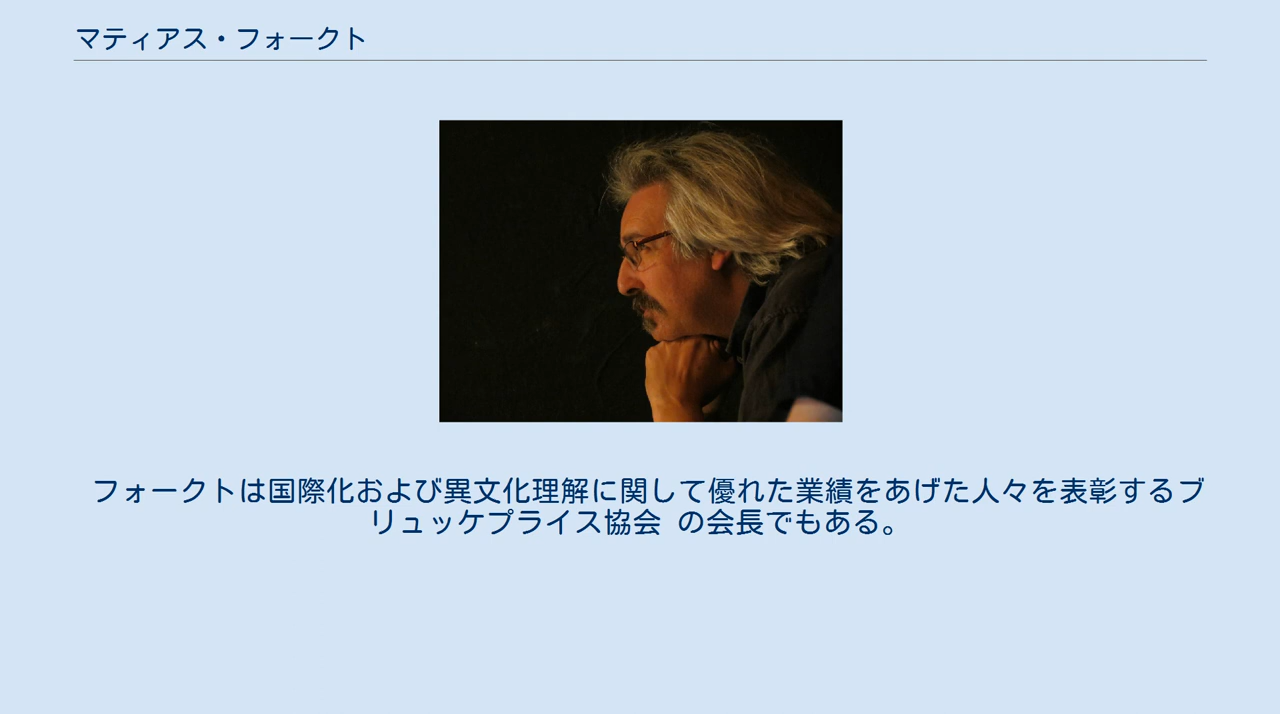 マティアス・フォークト
フォークトは国際化および異文化理解に関して優れた業績をあげた人々を表彰するブ
リュッケプライス協会 の会長でもある。